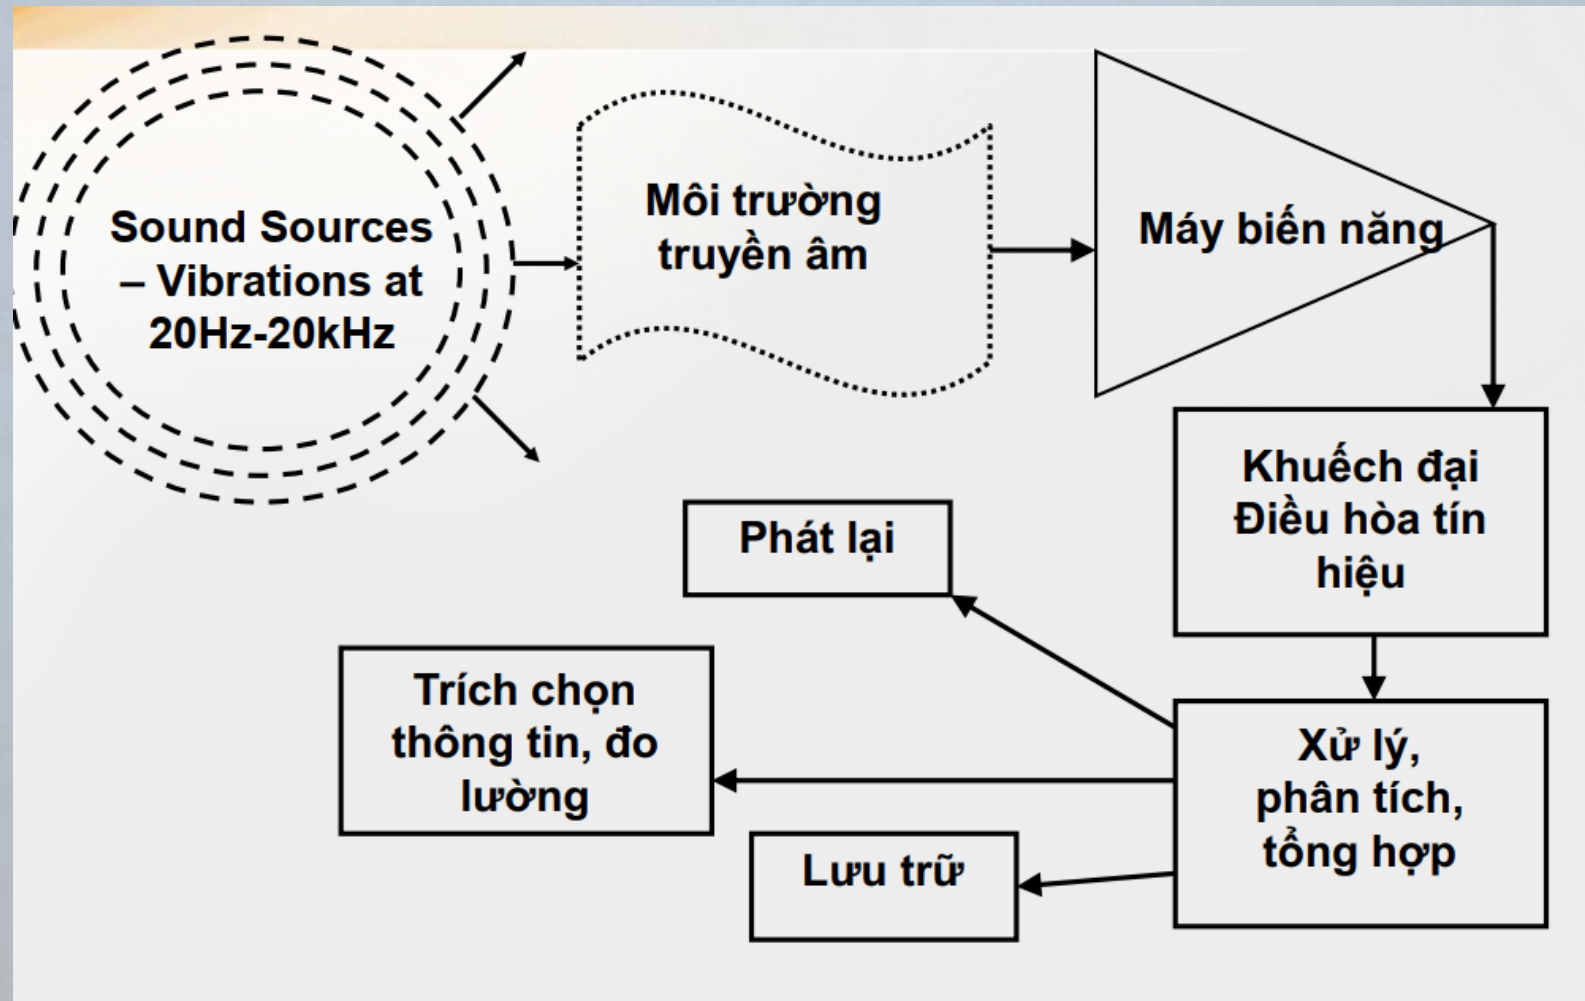 Sound Sources
– Vibrations at
20Hz-20kHz
Môi trường
truyền âm
Máy biến năng
Khuếch đại
Điều hòa tín
hiệu
Phát lại
Trích chọn
thông tin, đo
lường
Xử lý,
phân tích,
tổng hợp
Lưu trữ